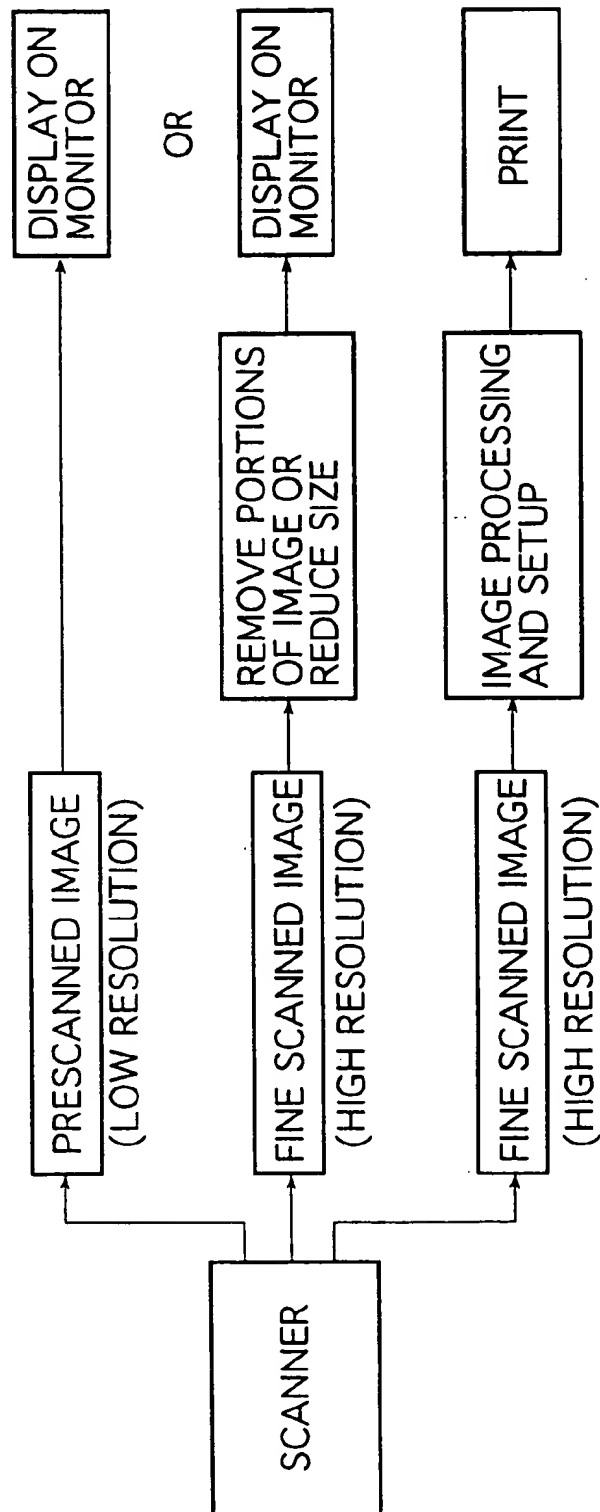 SCANNER
PRESCANNED IMAGE
(LOW RESOLUTION)
DISPLAY ON
MONITOR
OR
FINE SCANNED IMAGE
(HIGH RESOLUTION)
REMOVE PORTIONS
OF IMAGE OR
REDUCE SIZE
DISPLAY ON
MONITOR
FINE SCANNED IMAGE
(HIGH RESOLUTION)
IMAGE PROCESSING
AND SETUP
PRINT